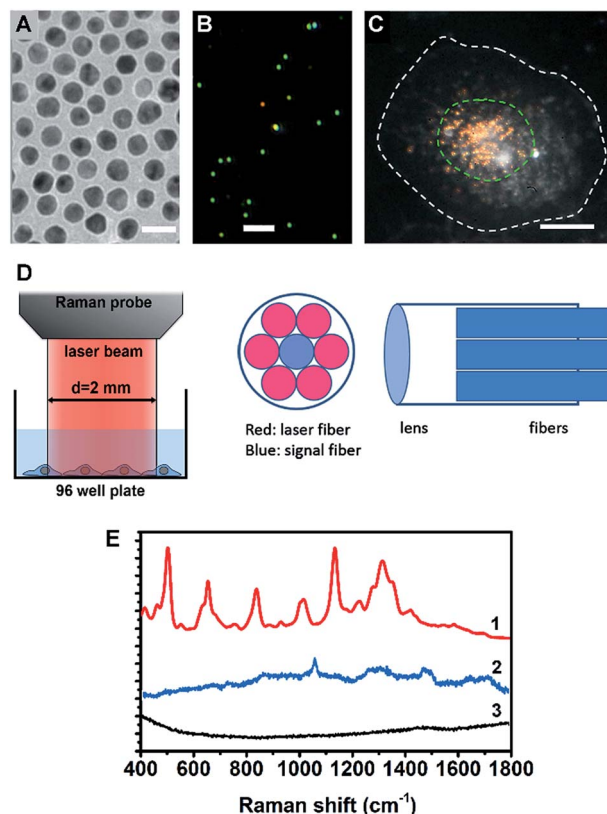 A
B
C
D
Raman probe
laser beam
d=2 mm
96 well plate
Red: laser fiber
Blue: signal fiber
lens
fibers
E
1
2
3
400 600 800 1000 1200 1400 1600 1800
Raman shift (cm⁻¹)